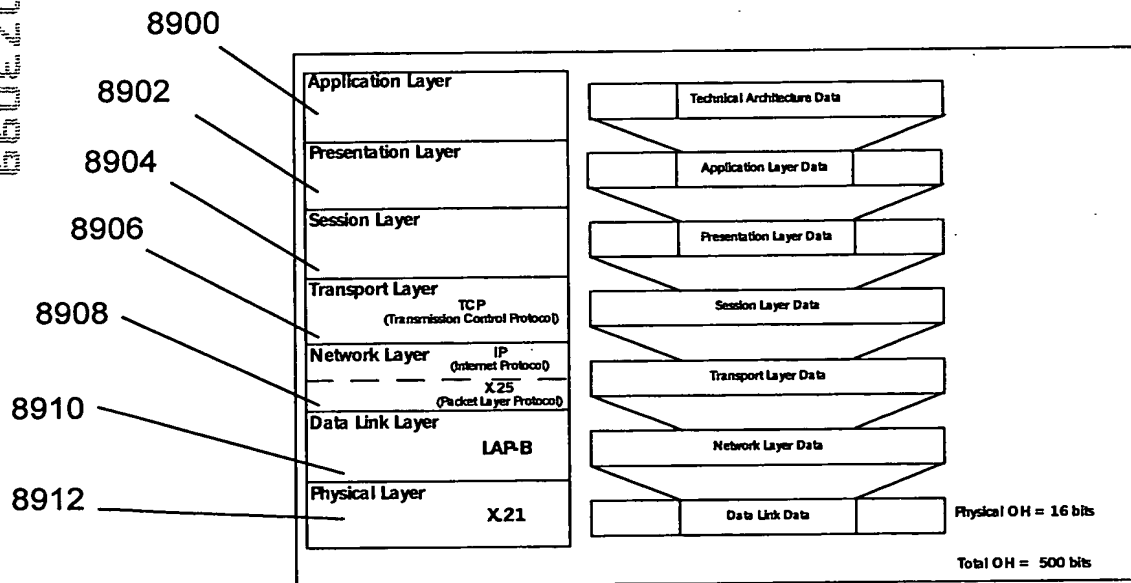 8900
8902
8904
8906
8908
8910
8912
Application Layer
Presentation Layer
Session Layer
Transport Layer
TCP
(Transmission Control Protocol)
Network Layer
IP
(Internet Protocol)
X.25
(Packet Layer Protocol)
Data Link Layer
LAP-B
Physical Layer
X.21
Technical Architecture Data
Application Layer Data
Presentation Layer Data
Session Layer Data
Transport Layer Data
Network Layer Data
Data Link Data
Physical OH = 16 bits
Total OH = 500 bits